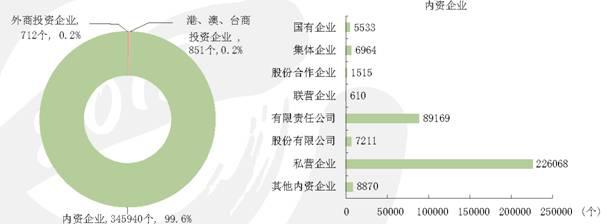 外商投资企业,
712个, 0.2%
港、澳、台商
投资企业 ,
851个,0.2%
内资企业,345940个, 99.6%
内资企业
国有企业 5533
集体企业 6964
股份合作企业 1515
联营企业 610
有限责任公司 89169
股份有限公司 7211
私营企业 226068
其他内资企业 8870
0 50000 100000 150000 200000 250000 (个)